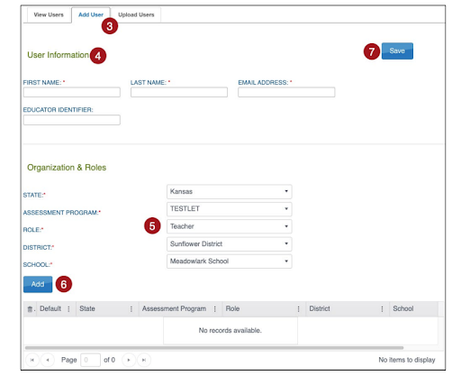 View Users Add User Upload Users
3
User Information 4 7 Save
FIRST NAME: * LAST NAME: * EMAIL ADDRESS: *
EDUCATOR IDENTIFIER:
Organization & Roles
STATE:* Kansas
ASSESSMENT PROGRAM:* TESTLET
ROLE:* 5 Teacher
DISTRICT:* Sunflower District
SCHOOL:* Meadowlark School
Add 6
Default State Assessment Program Role District School
No records available.
Page 0 of 0 No items to display